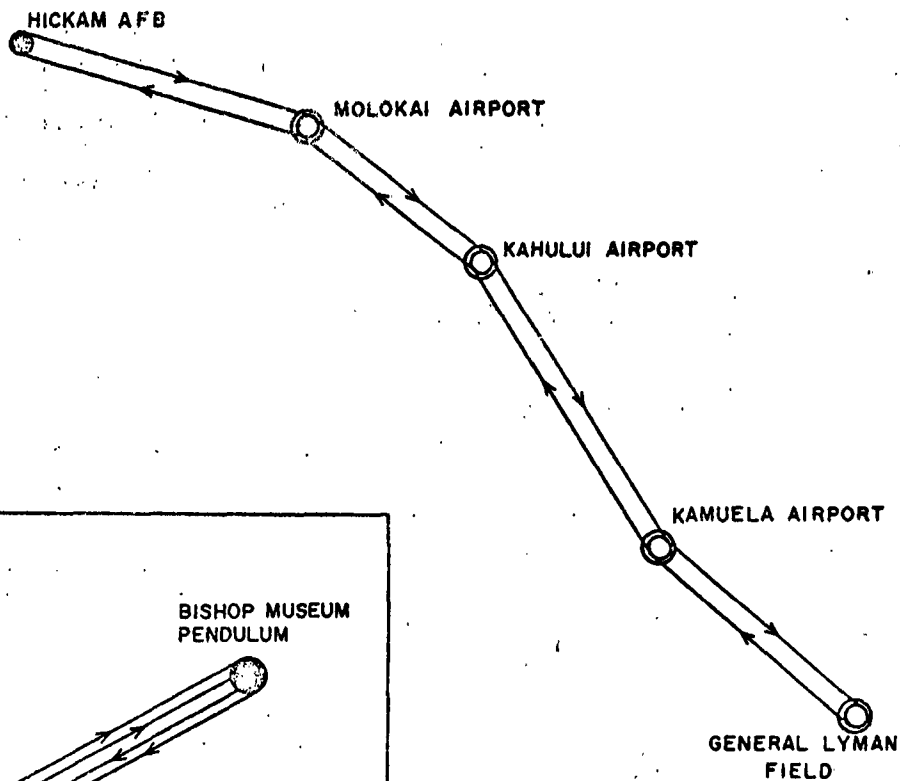 HICKAM AFB
MOLOKAI AIRPORT
KAHULUI AIRPORT
KAMUELA AIRPORT
BISHOP MUSEUM
PENDULUM
GENERAL LYMAN
FIELD